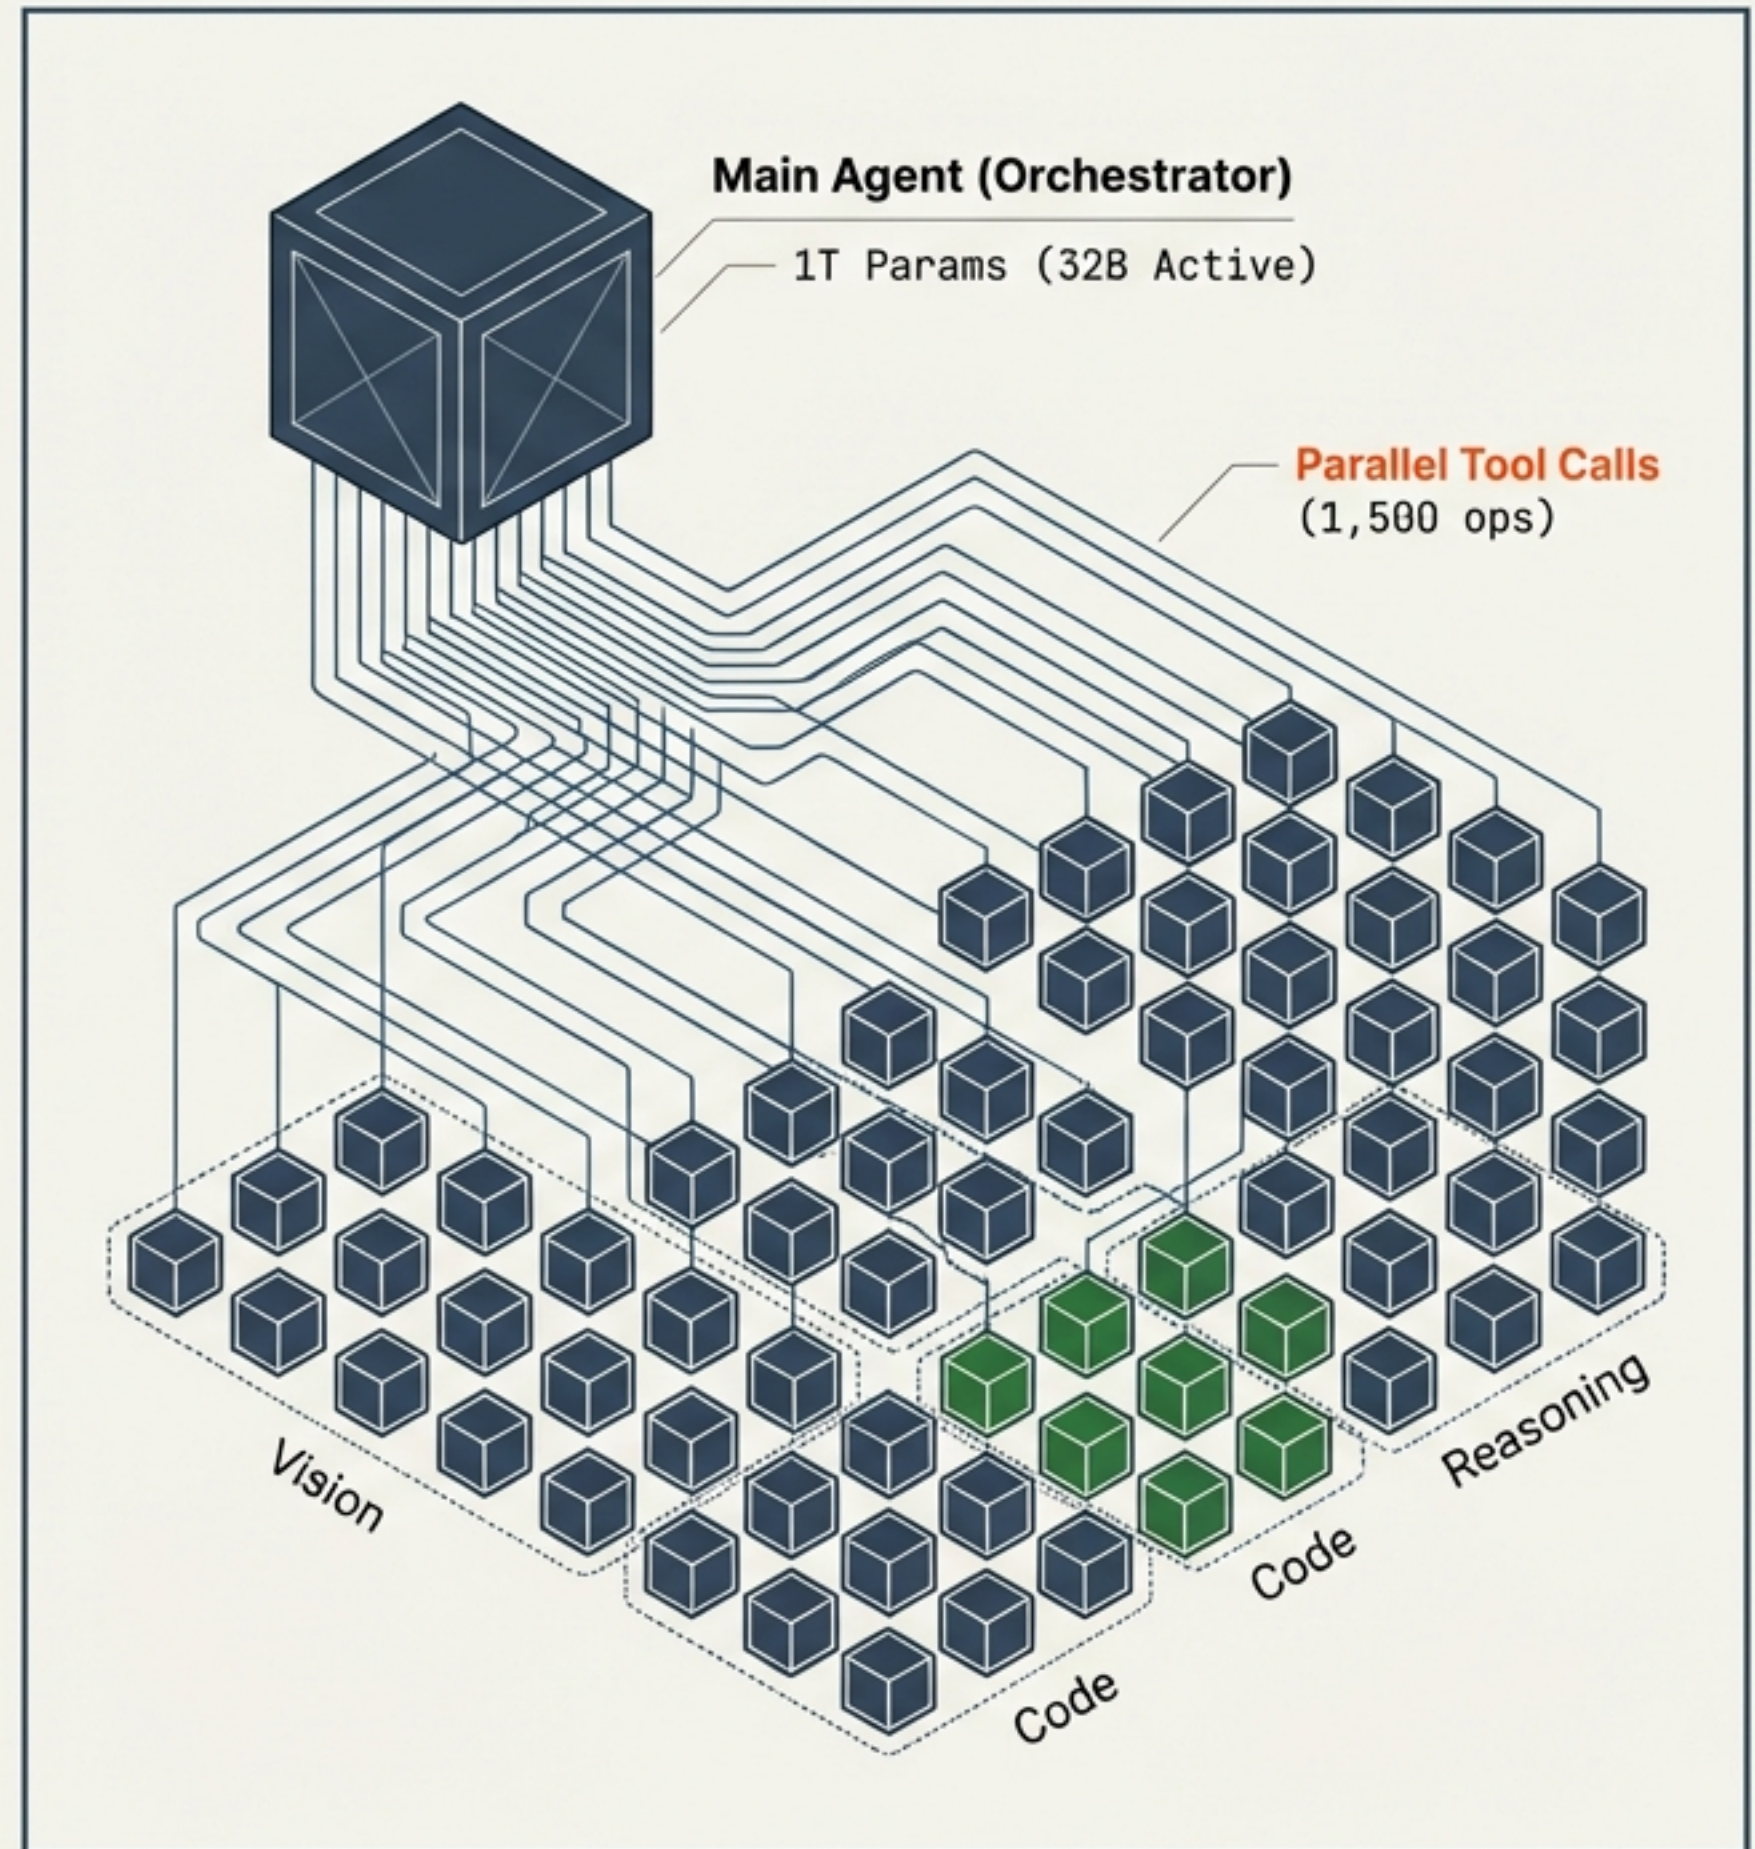 Main Agent (Orchestrator)
1T Params (32B Active)
Parallel Tool Calls
(1,500 ops)
Vision
Reasoning
Code
Code